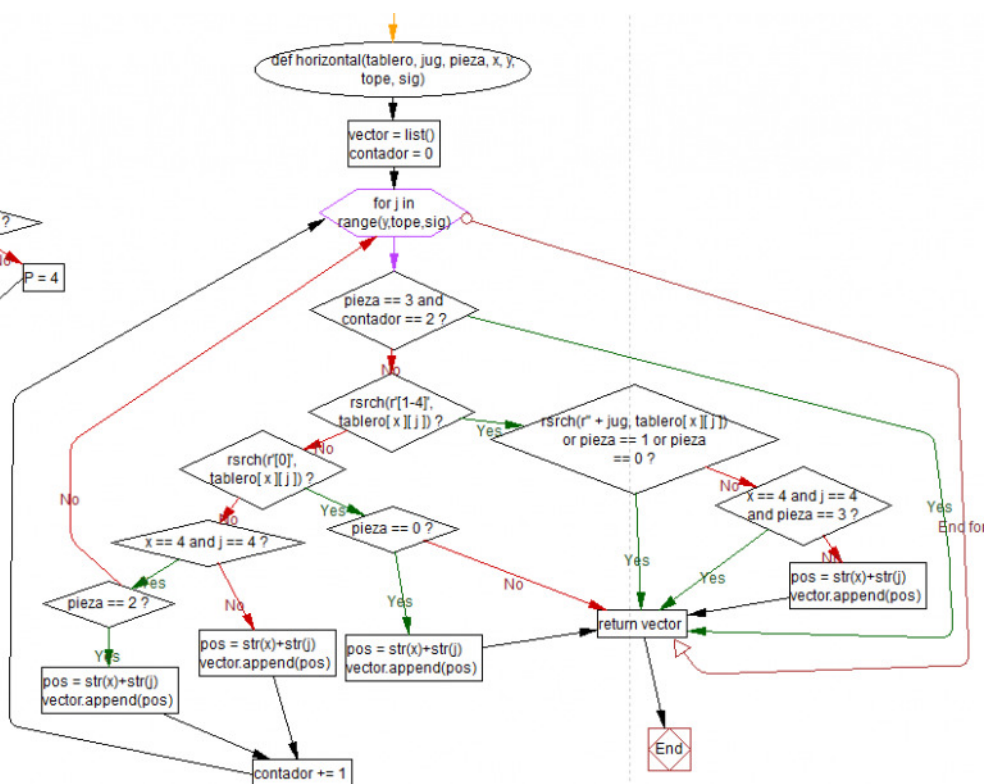 def horizontal(tablero, jug, pieza, x, y,
tope, sig)
vector = list()
contador = 0
for j in
range(y,tope,sig)
?
No
P = 4
pieza == 3 and
contador == 2 ?
No
rsrch(r'[1-4]',
tablero[ x ][ j ]) ?
Yes
rsrch(r'' + jug, tablero[ x ][ j ])
or pieza == 1 or pieza
== 0 ?
No
rsrch(r'[0]',
tablero[ x ][ j ]) ?
No
x == 4 and j == 4
and pieza == 3 ?
Yes
End for
No
Yes
pieza == 0 ?
No
x == 4 and j == 4 ?
Yes
No
Yes
Yes
No
pos = str(x)+str(j)
vector.append(pos)
pieza == 2 ?
No
Yes
return vector
Yes
pos = str(x)+str(j)
vector.append(pos)
pos = str(x)+str(j)
vector.append(pos)
pos = str(x)+str(j)
vector.append(pos)
End
contador += 1